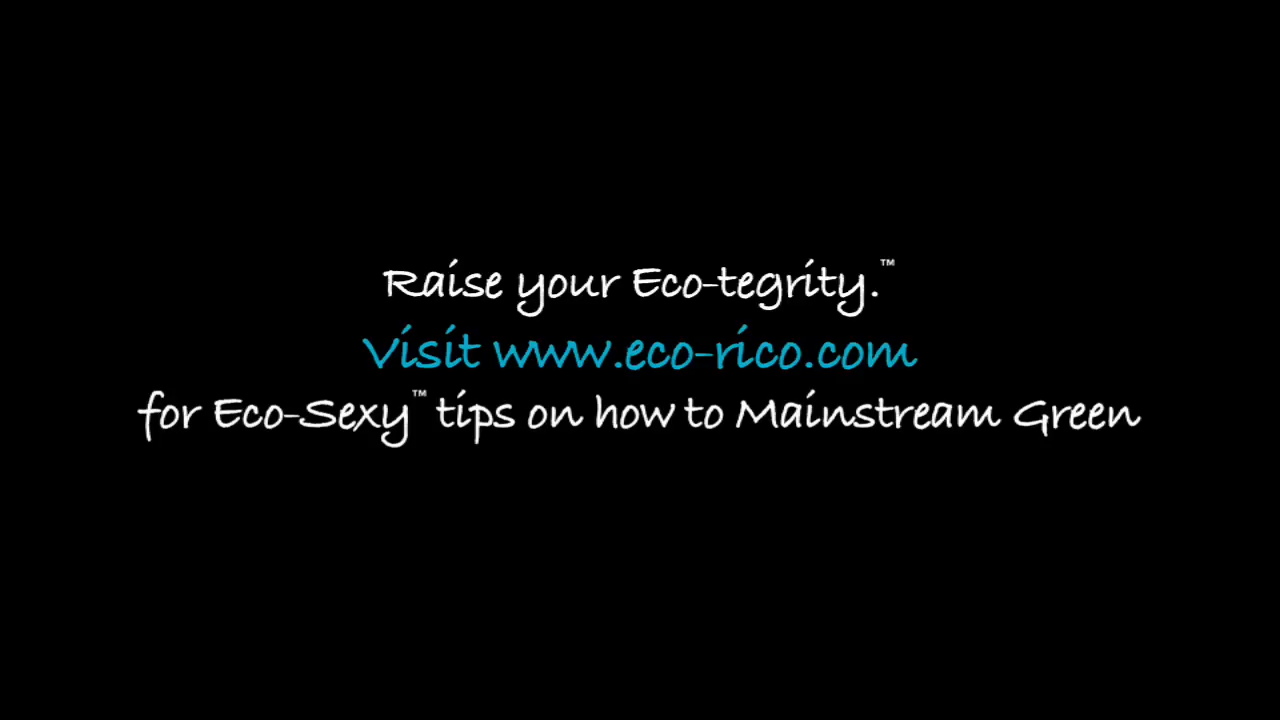 Raise your Eco-tegrity.™
Visit www.eco-rico.com
for Eco-Sexy™ tips on how to Mainstream Green